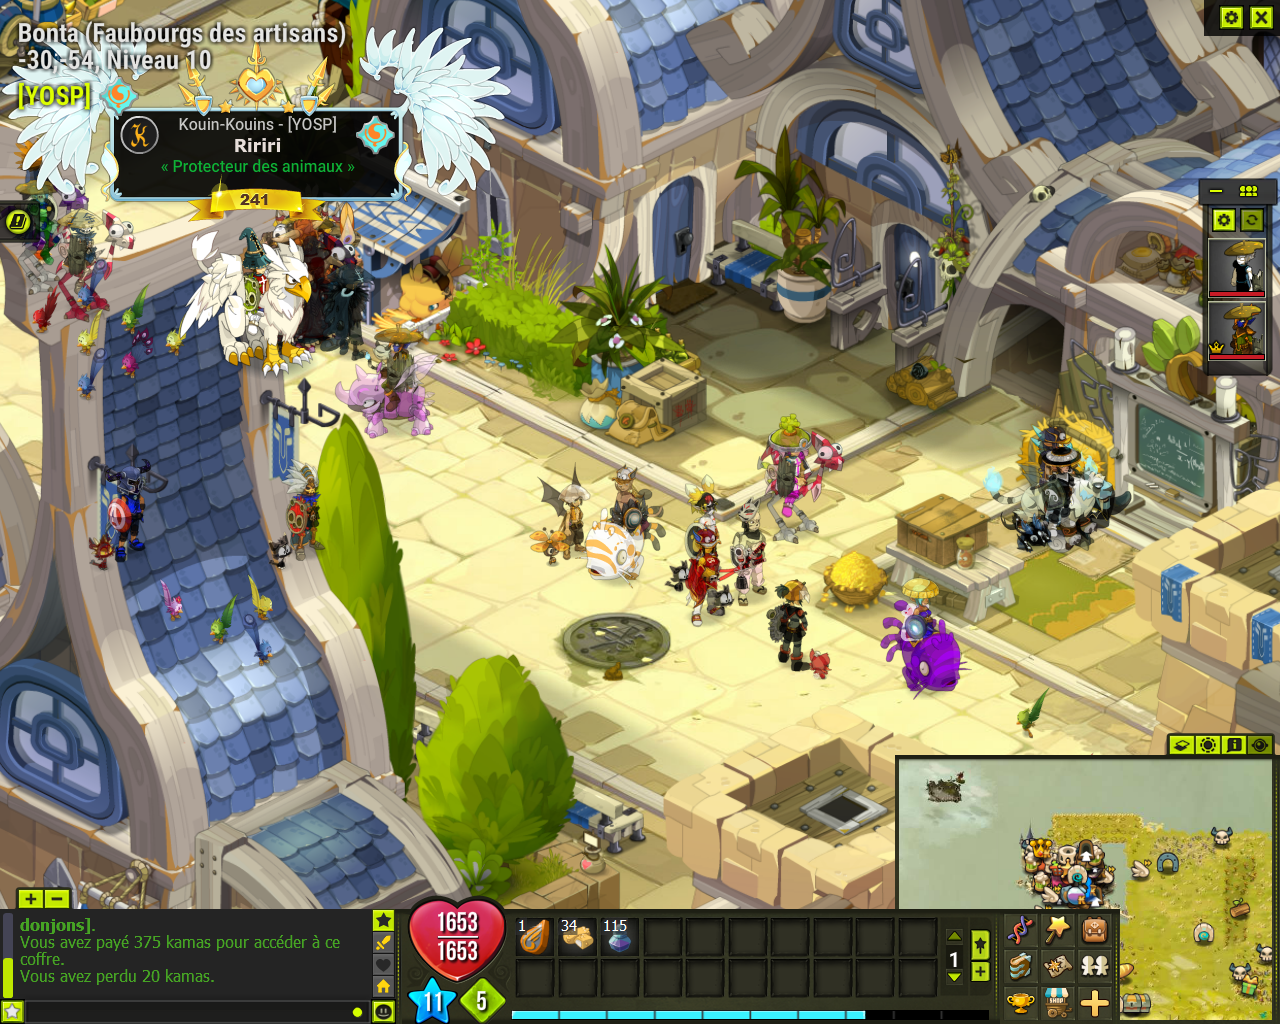 Bonta (Faubourgs des artisans)
-30,-54, Niveau 10
[YOSP]
Kouin-Kouins - [YOSP]
Ririri
« Protecteur des animaux »
241
donjons].
Vous avez payé 375 kamas pour accéder à ce
coffre.
Vous avez perdu 20 kamas.
1653
1653
11
5
1
34
115
1
SHOP